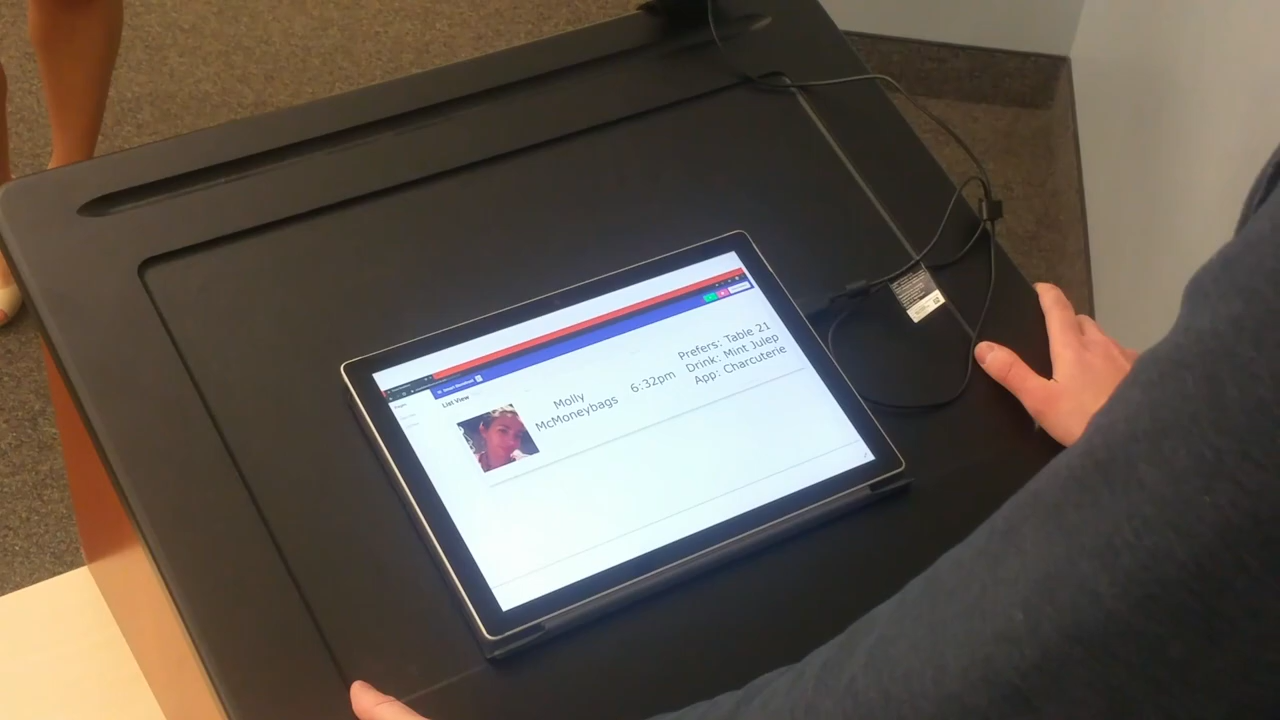 List View
Molly
McMoneybags
6:32pm
Prefers: Table 21
Drink: Mint Julep
App: Charcuterie